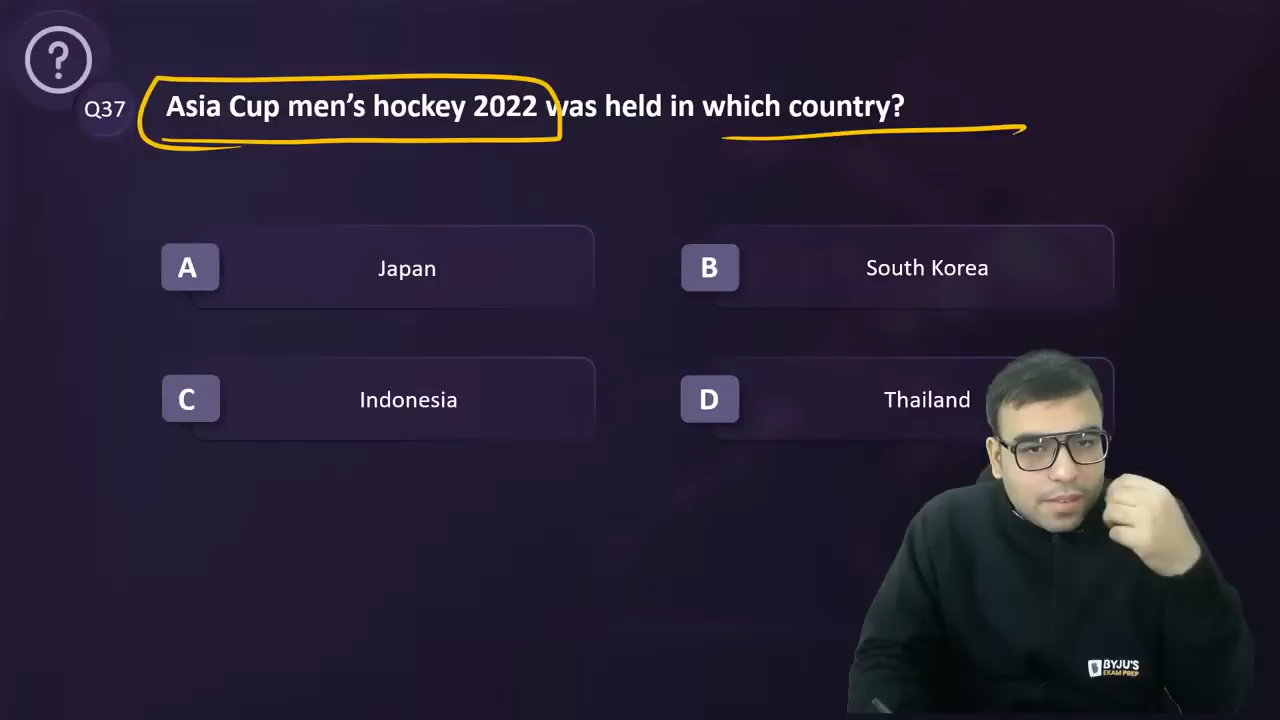 ?
Q37
Asia Cup men's hockey 2022 was held in which country?
A
Japan
B
South Korea
C
Indonesia
D
Thailand
BYJU'S
EXAM PREP